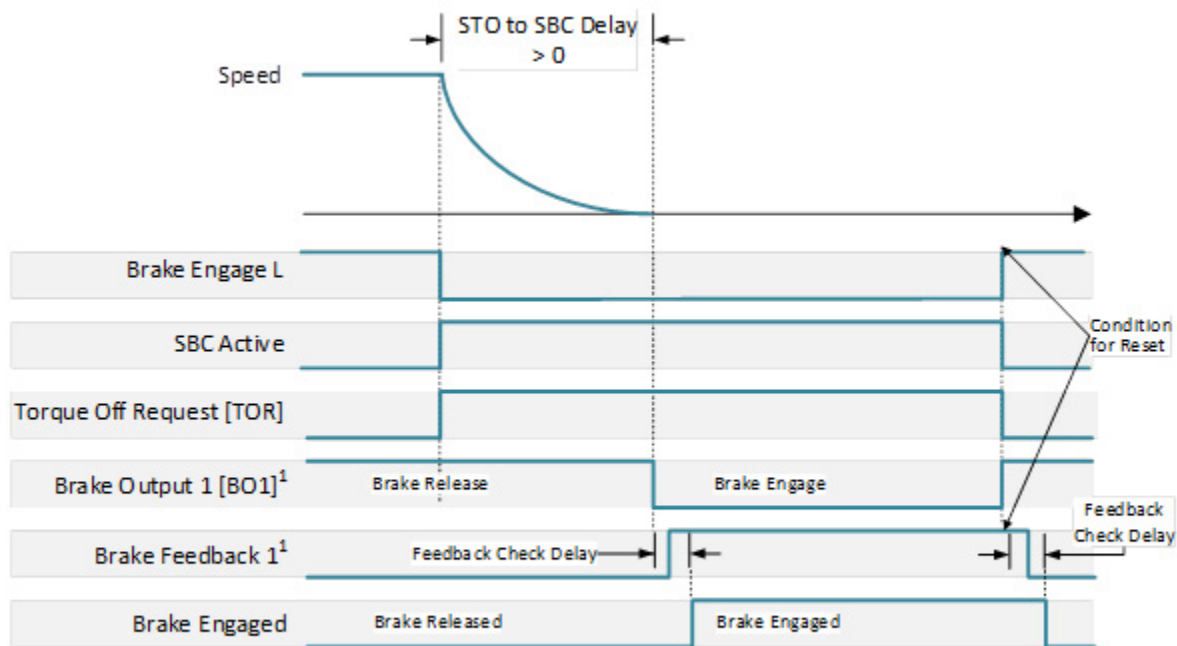 STO to SBC Delay
> 0
Speed
Brake Engage L
SBC Active
Condition
for Reset
Torque Off Request [TOR]
Brake Output 1 [BO1]¹
Brake Release
Brake Engage
Feedback
Check Delay
Brake Feedback 1¹
Feedback Check Delay
Brake Engaged
Brake Released
Brake Engaged